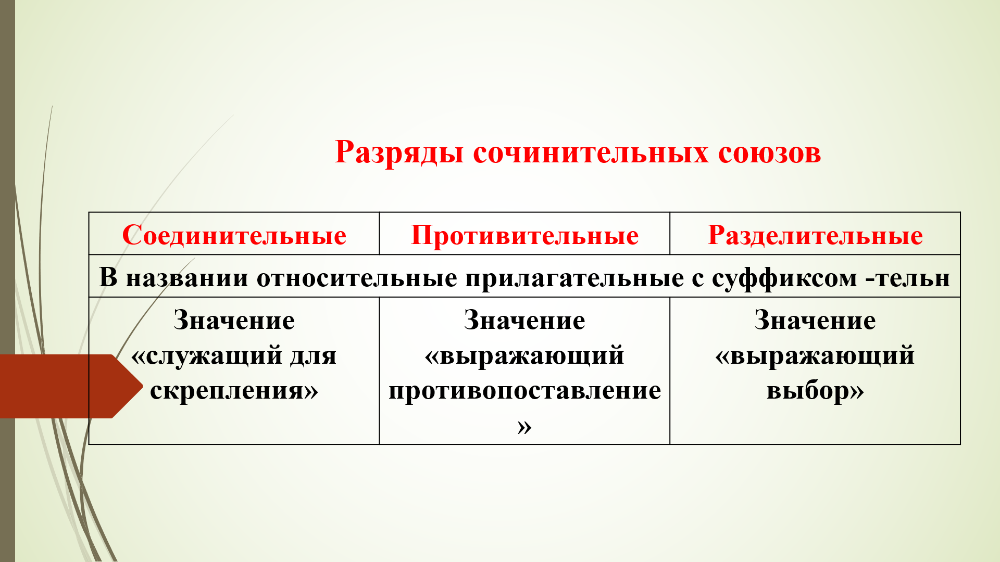 Разряды сочинительных союзов
Соединительные Противительные Разделительные
В названии относительные прилагательные с суффиксом -тельн
Значение
«служащий для
скрепления»
Значение
«выражающий
противопоставление
»
Значение
«выражающий
выбор»